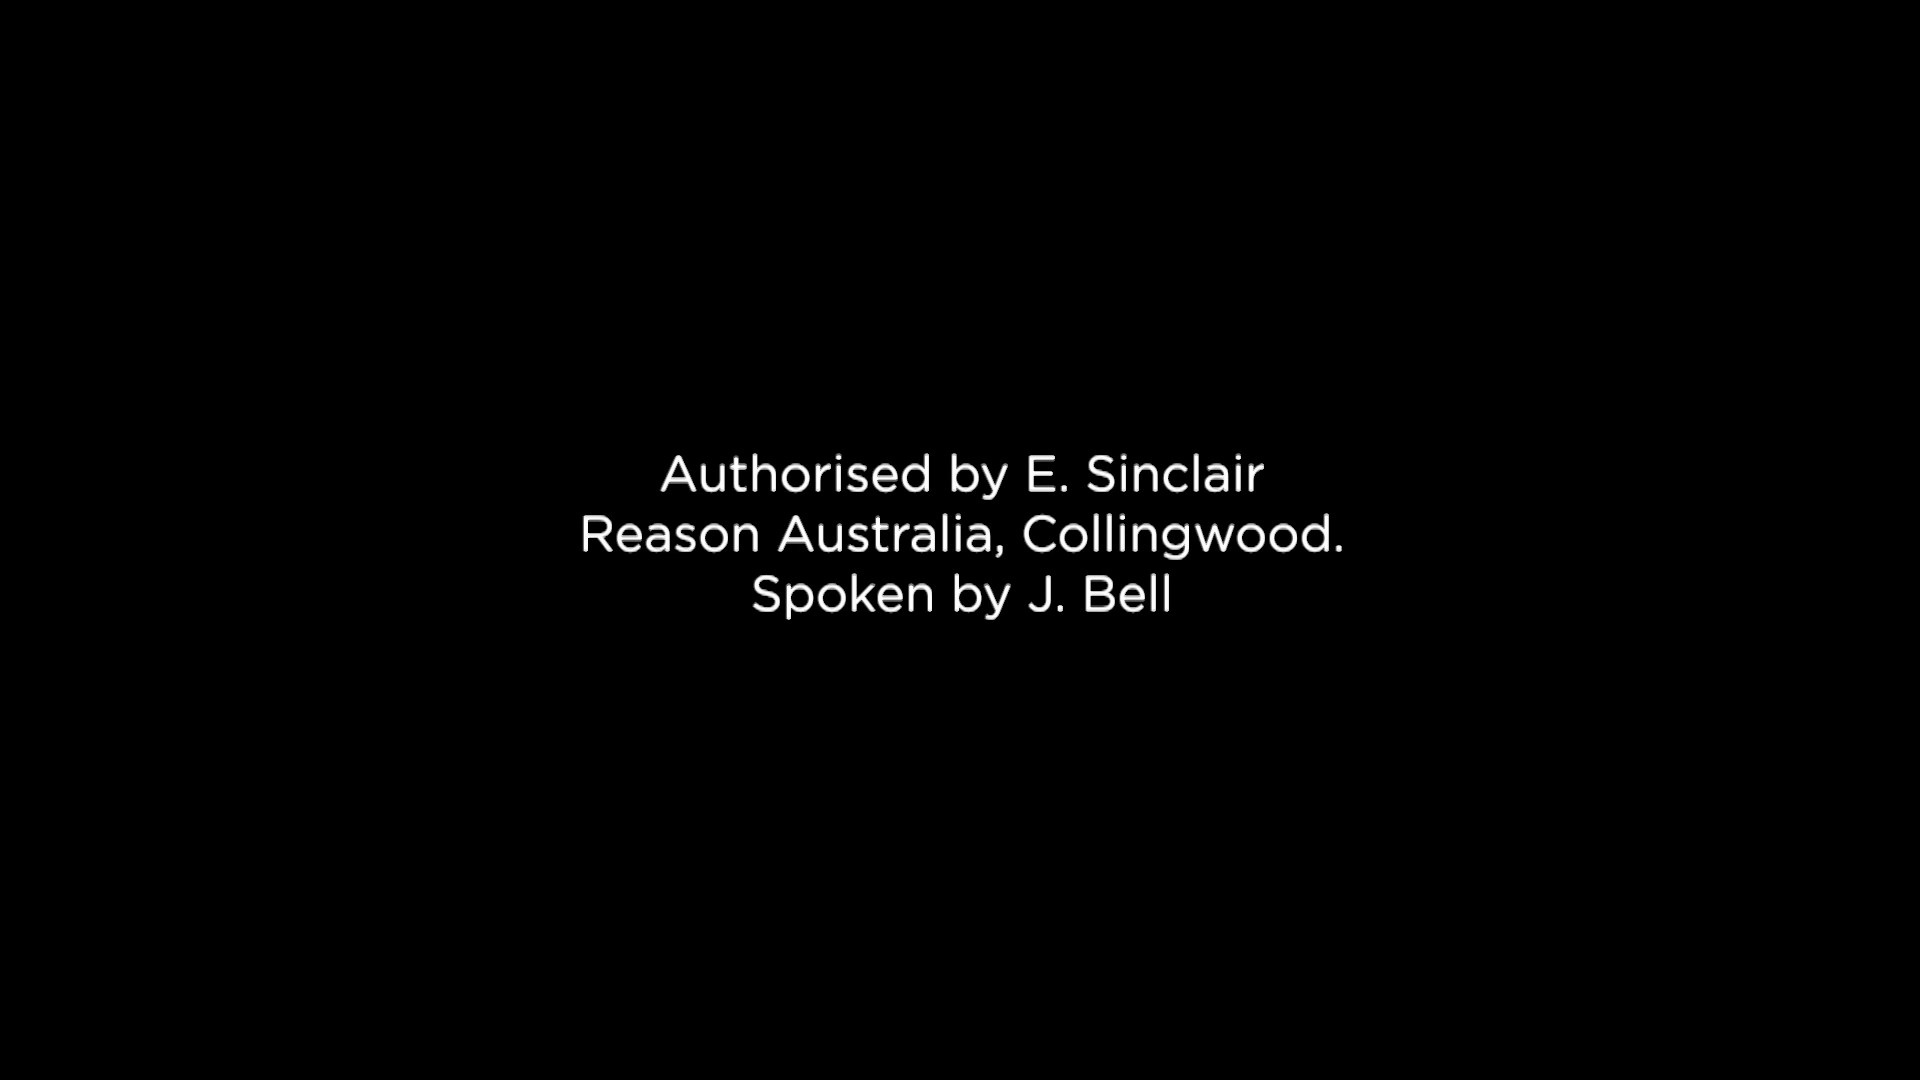 Authorised by E. Sinclair
Reason Australia, Collingwood.
Spoken by J. Bell